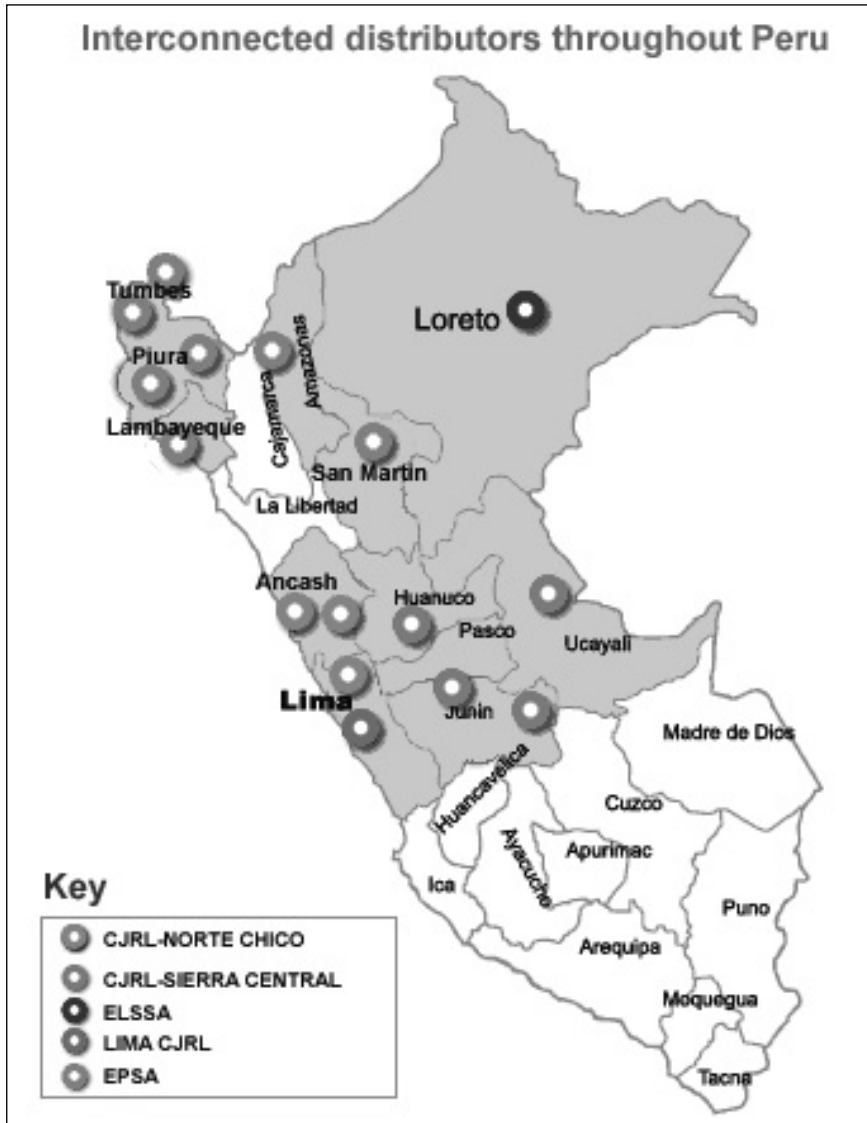 Interconnected distributors throughout Peru
Tumbes
Loreto
Piura
Amazonas
Cajamarca
Lambayeque
San Martin
La Libertad
Ancash
Huanuco
Pasco
Ucayali
Lima
Junin
Madre de Dios
Huancavelica
Cuzco
Ayacucho
Apurimac
Ica
Puno
Arequipa
Moquegua
Tacna
Key
CJRL-NORTE CHICO
CJRL-SIERRA CENTRAL
ELSSA
LIMA CJRL
EPSA